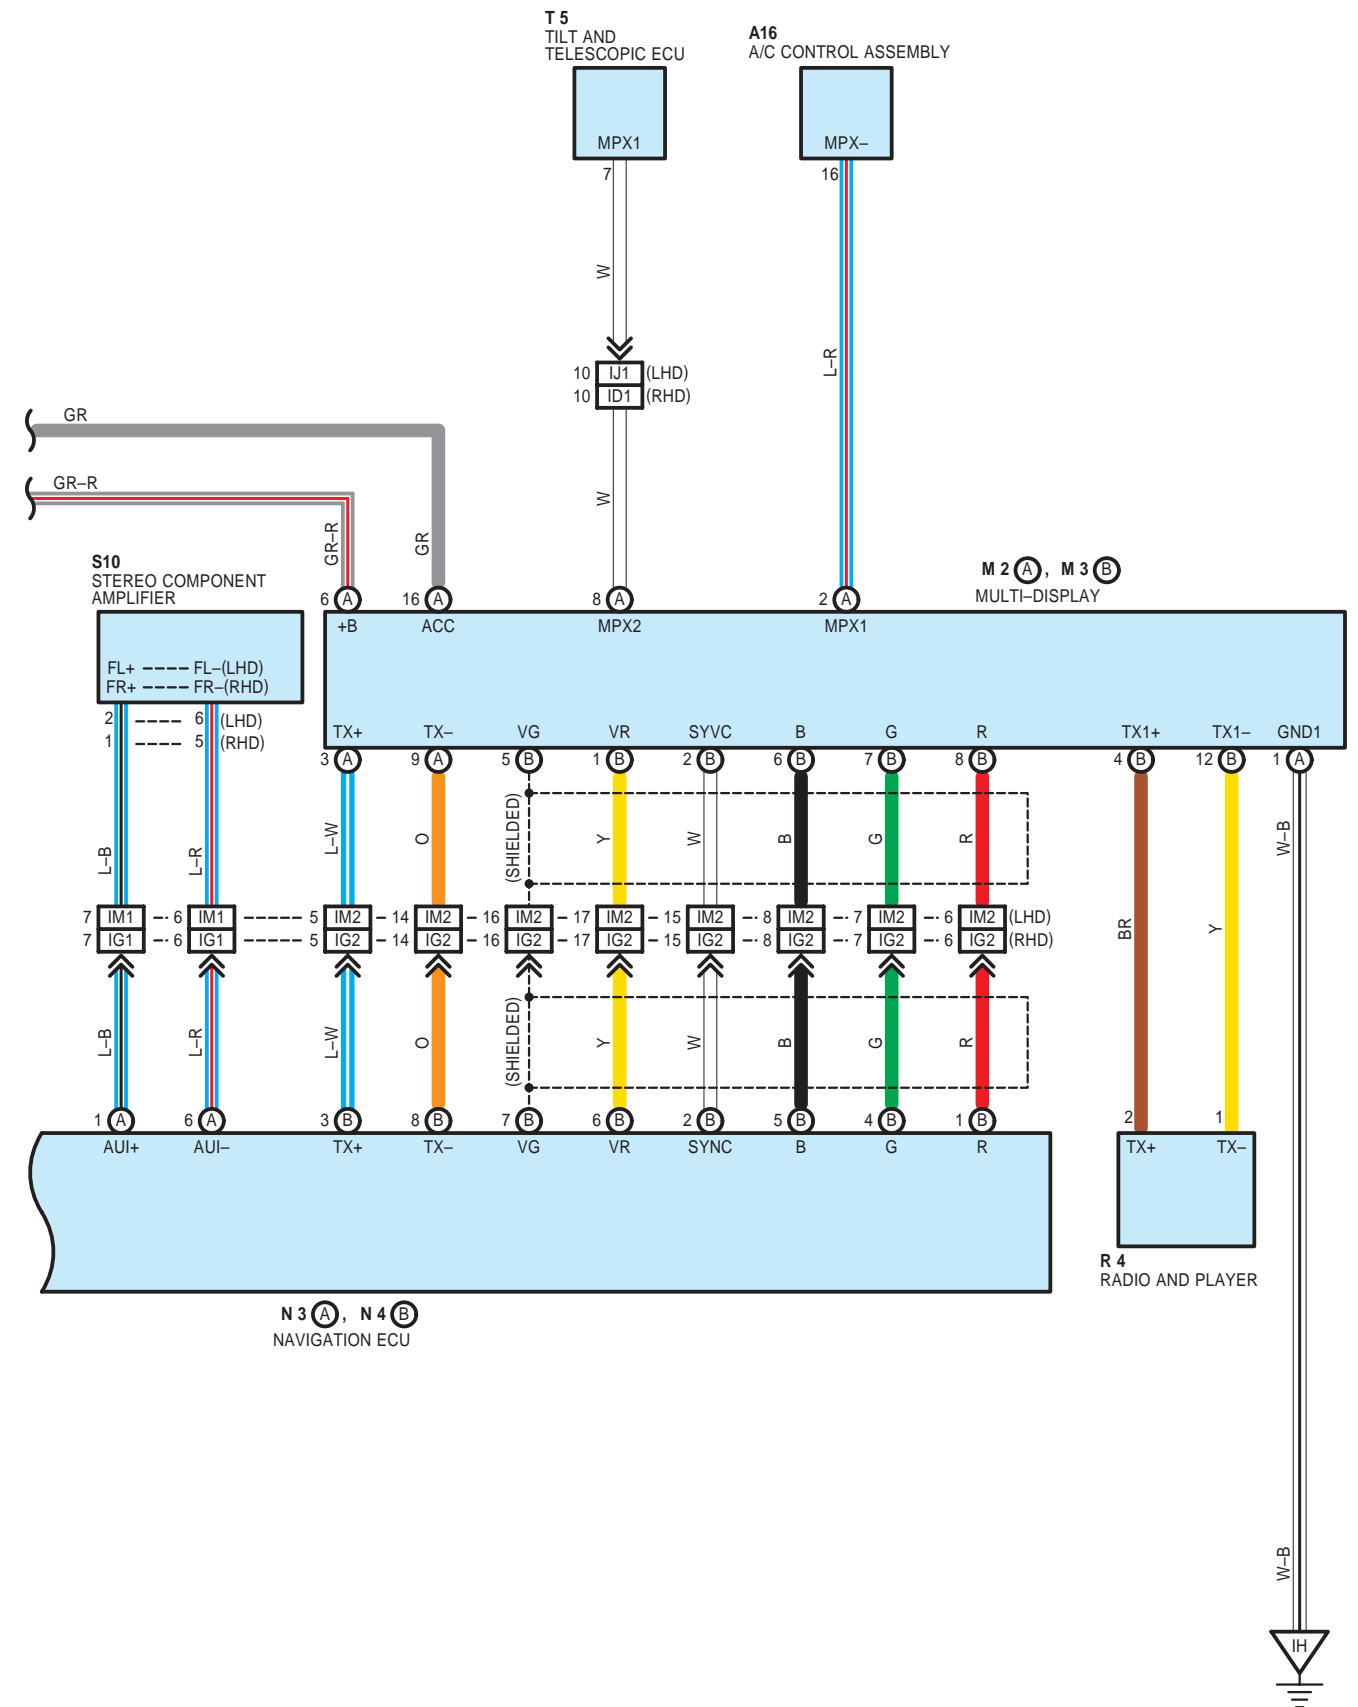 T 5
TILT AND
TELESCOPIC ECU
A16
A/C CONTROL ASSEMBLY
MPX1
MPX–
7
16
W
L–R
10 IJ1 (LHD)
10 ID1 (RHD)
W
GR
GR–R
GR–R
GR
S10
STEREO COMPONENT
AMPLIFIER
M 2 A , M 3 B
MULTI–DISPLAY
6 A 16 A 8 A 2 A
+B ACC MPX2 MPX1
FL+ FL–(LHD)
FR+ FR–(RHD)
2 6 (LHD)
1 5 (RHD)
TX+ TX– VG VR SYVC B G R TX1+ TX1– GND1
3 A 9 A 5 B 1 B 2 B 6 B 7 B 8 B 4 B 12 B 1 A
L–B L–R L–W O (SHIELDED) Y W B G R W–B
7 IM1 6 IM1 5 IM2 14 IM2 16 IM2 17 IM2 15 IM2 8 IM2 7 IM2 6 IM2 (LHD)
7 IG1 6 IG1 5 IG2 14 IG2 16 IG2 17 IG2 15 IG2 8 IG2 7 IG2 6 IG2 (RHD)
BR Y
L–B L–R L–W O (SHIELDED) Y W B G R
1 A 6 A 3 B 8 B 7 B 6 B 2 B 5 B 4 B 1 B 2 1
AUI+ AUI– TX+ TX– VG VR SYNC B G R TX+ TX–
R 4
RADIO AND PLAYER
N 3 A , N 4 B
NAVIGATION ECU
W–B
IH